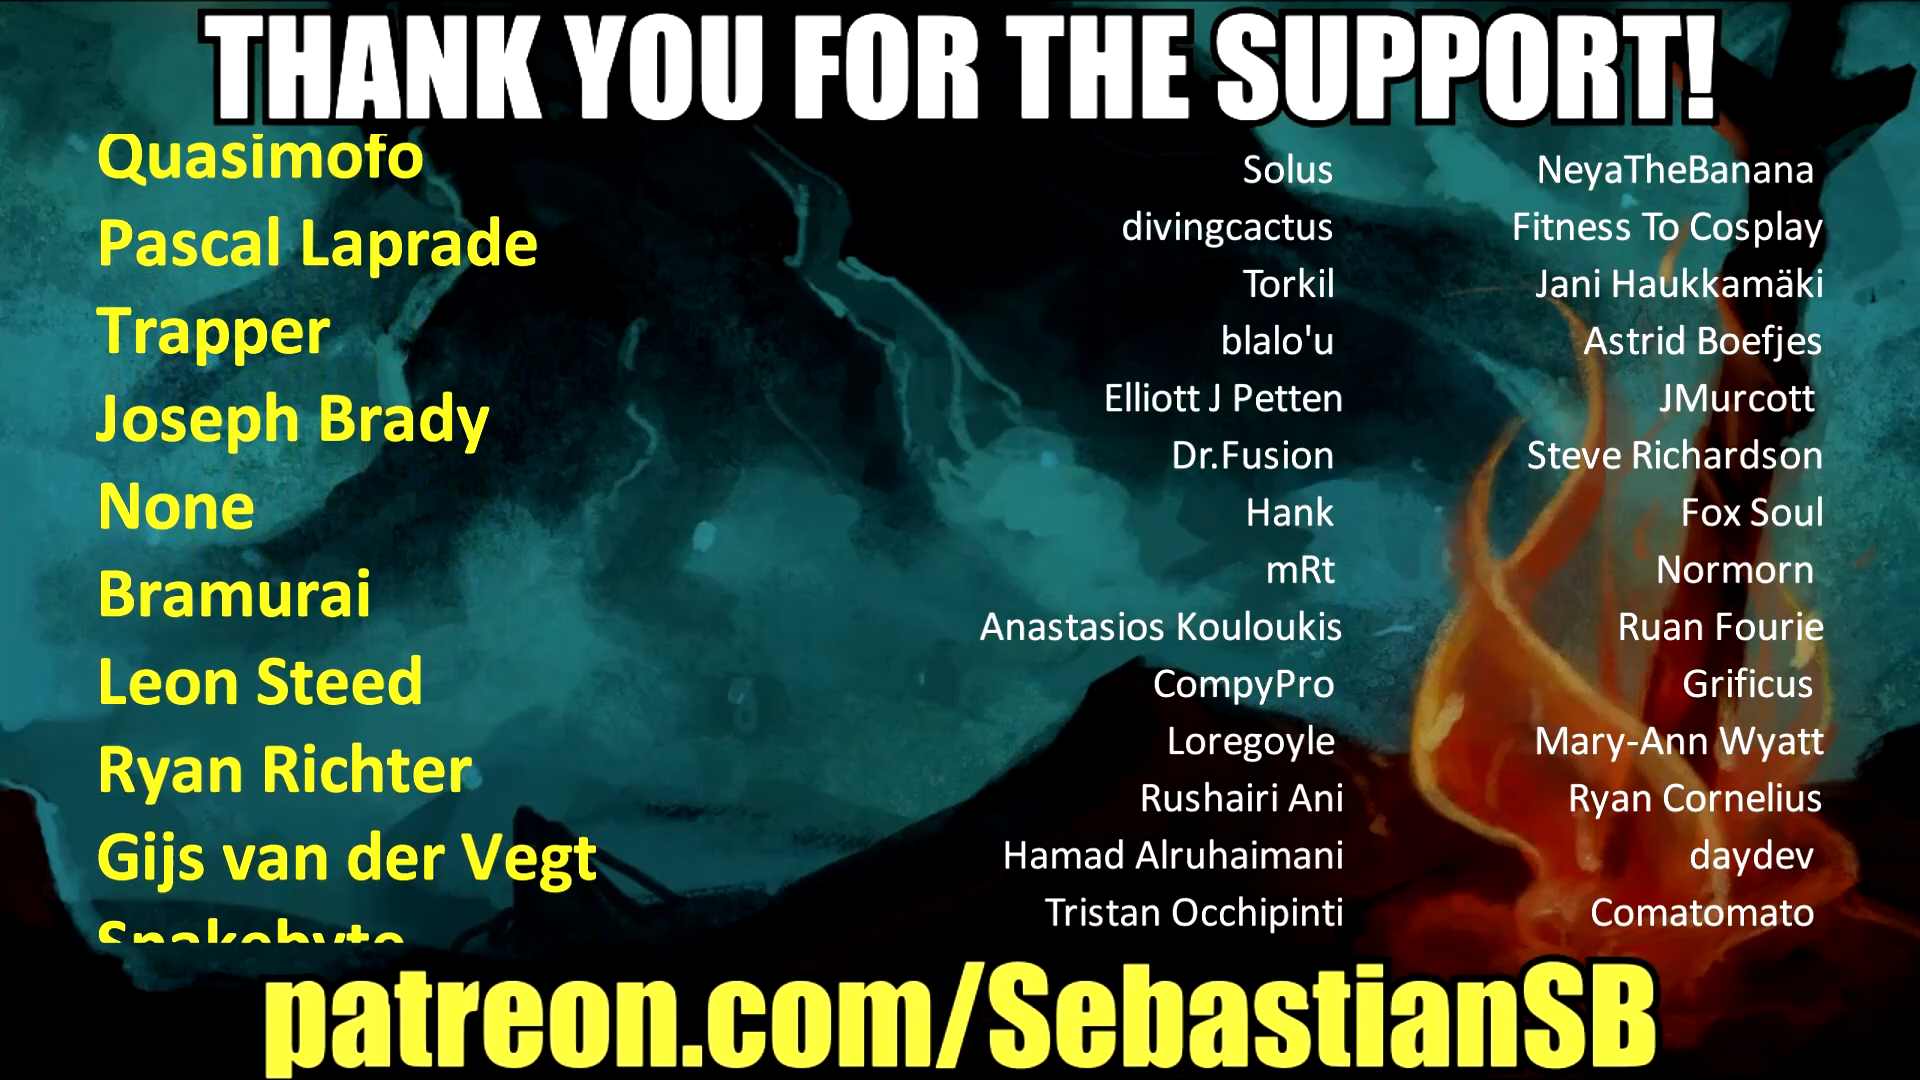 THANK YOU FOR THE SUPPORT!
Quasimofo
Pascal Laprade
Trapper
Joseph Brady
None
Bramurai
Leon Steed
Ryan Richter
Gijs van der Vegt
Solus
divingcactus
Torkil
blalo'u
Elliott J Petten
Dr.Fusion
Hank
mRt
Anastasios Kouloukis
CompyPro
Loregoyle
Rushairi Ani
Hamad Alruhaimani
Tristan Occhipinti
NeyaTheBanana
Fitness To Cosplay
Jani Haukkamäki
Astrid Boefjes
JMurcott
Steve Richardson
Fox Soul
Normorn
Ruan Fourie
Grificus
Mary-Ann Wyatt
Ryan Cornelius
daydev
Comatomato
patreon.com/SebastianSB